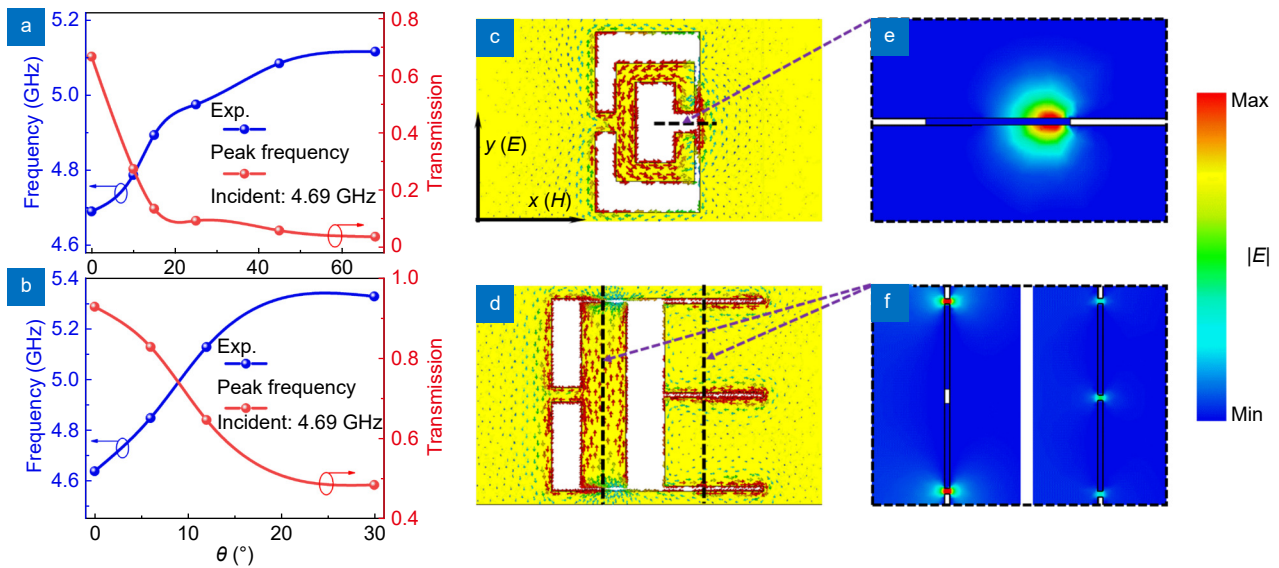 a
Frequency (GHz)
5.2
5.0
4.8
4.6
0
20
40
60
0.8
0.6
0.4
0.2
0
Transmission
Exp.
Peak frequency
Incident: 4.69 GHz
b
Frequency (GHz)
5.4
5.2
5.0
4.8
4.6
0
10
20
30
θ (°)
1.0
0.8
0.6
0.4
Transmission
Exp.
Peak frequency
Incident: 4.69 GHz
c
y (E)
x (H)
d
e
f
Max
|E|
Min